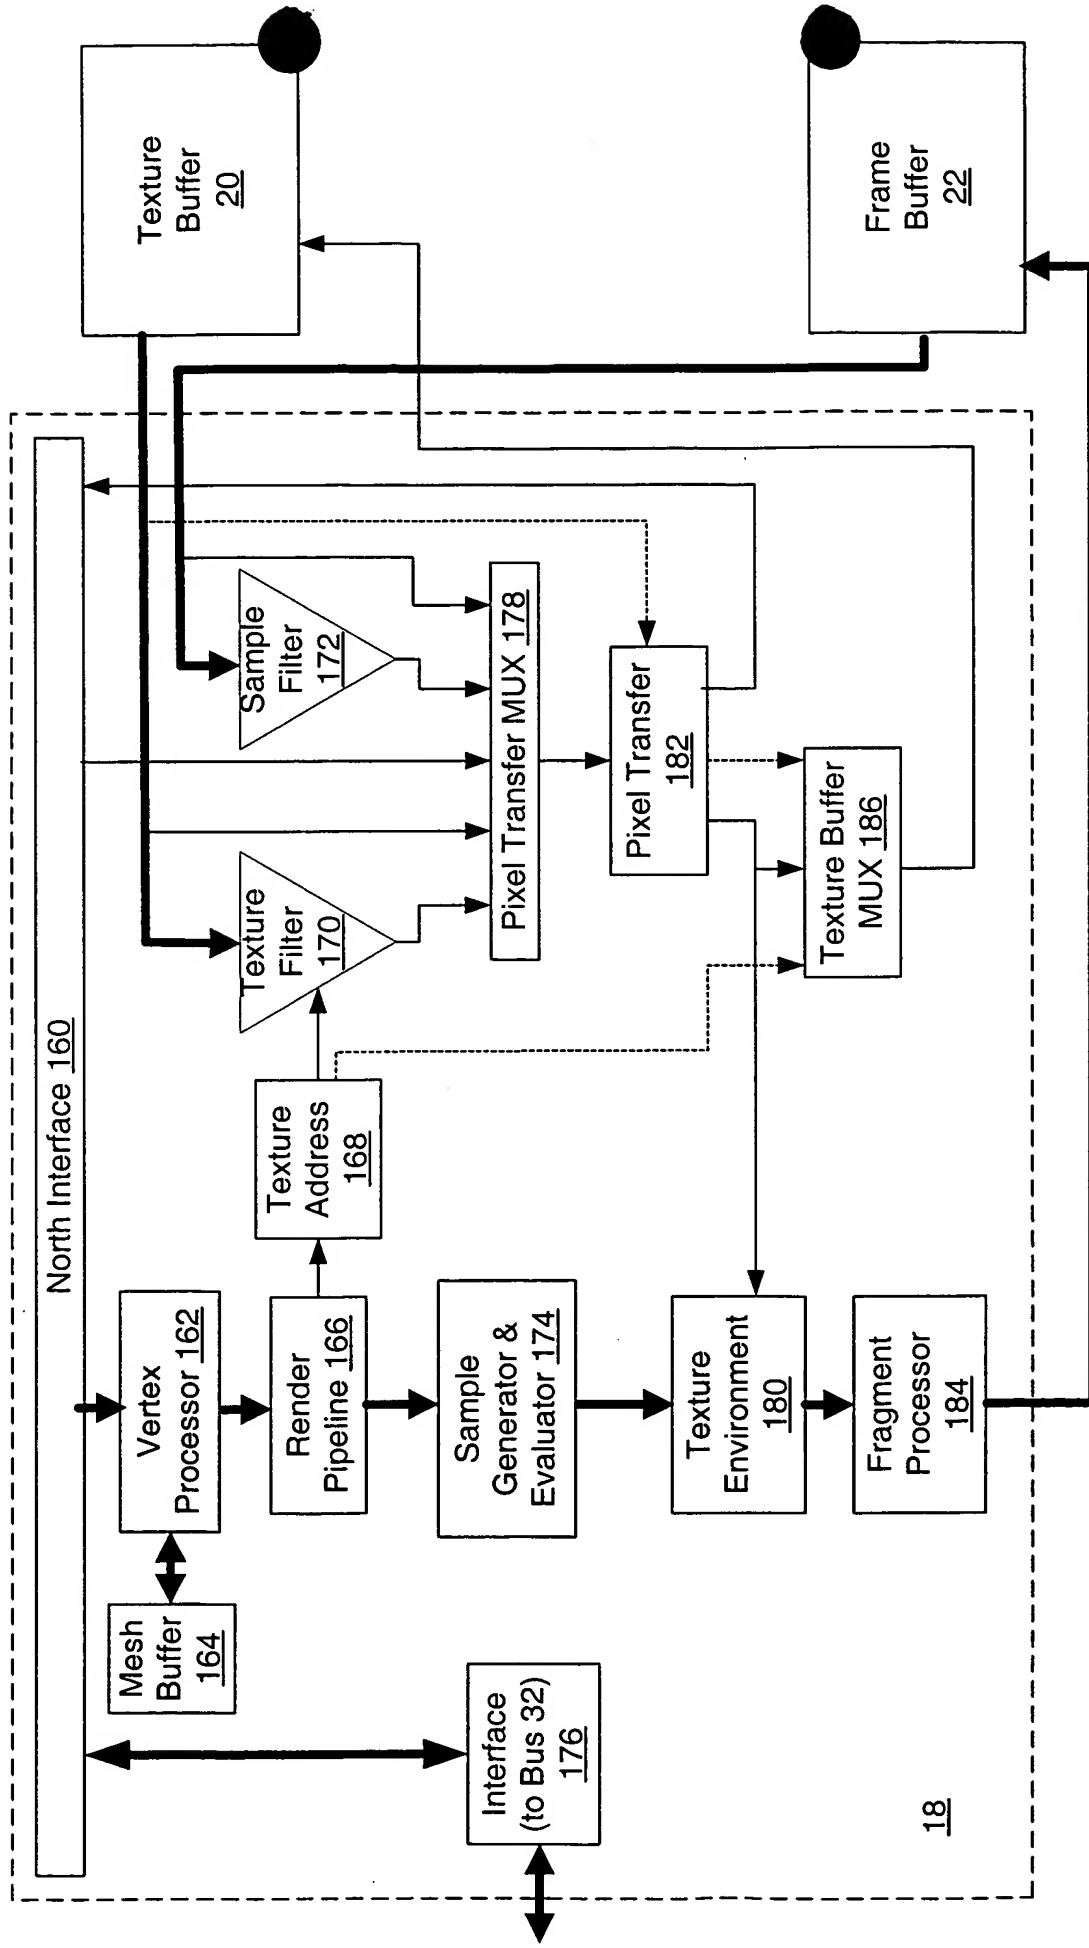 North Interface 160
Mesh
Buffer
164
Vertex
Processor 162
Render
Pipeline 166
Texture
Address
168
Texture
Filter
170
Sample
Filter
172
Texture
Buffer
20
Interface
(to Bus 32)
176
Sample
Generator &
Evaluator 174
Pixel Transfer MUX 178
Texture
Environment
180
Pixel Transfer
182
Fragment
Processor
184
Texture Buffer
MUX 186
Frame
Buffer
22
18